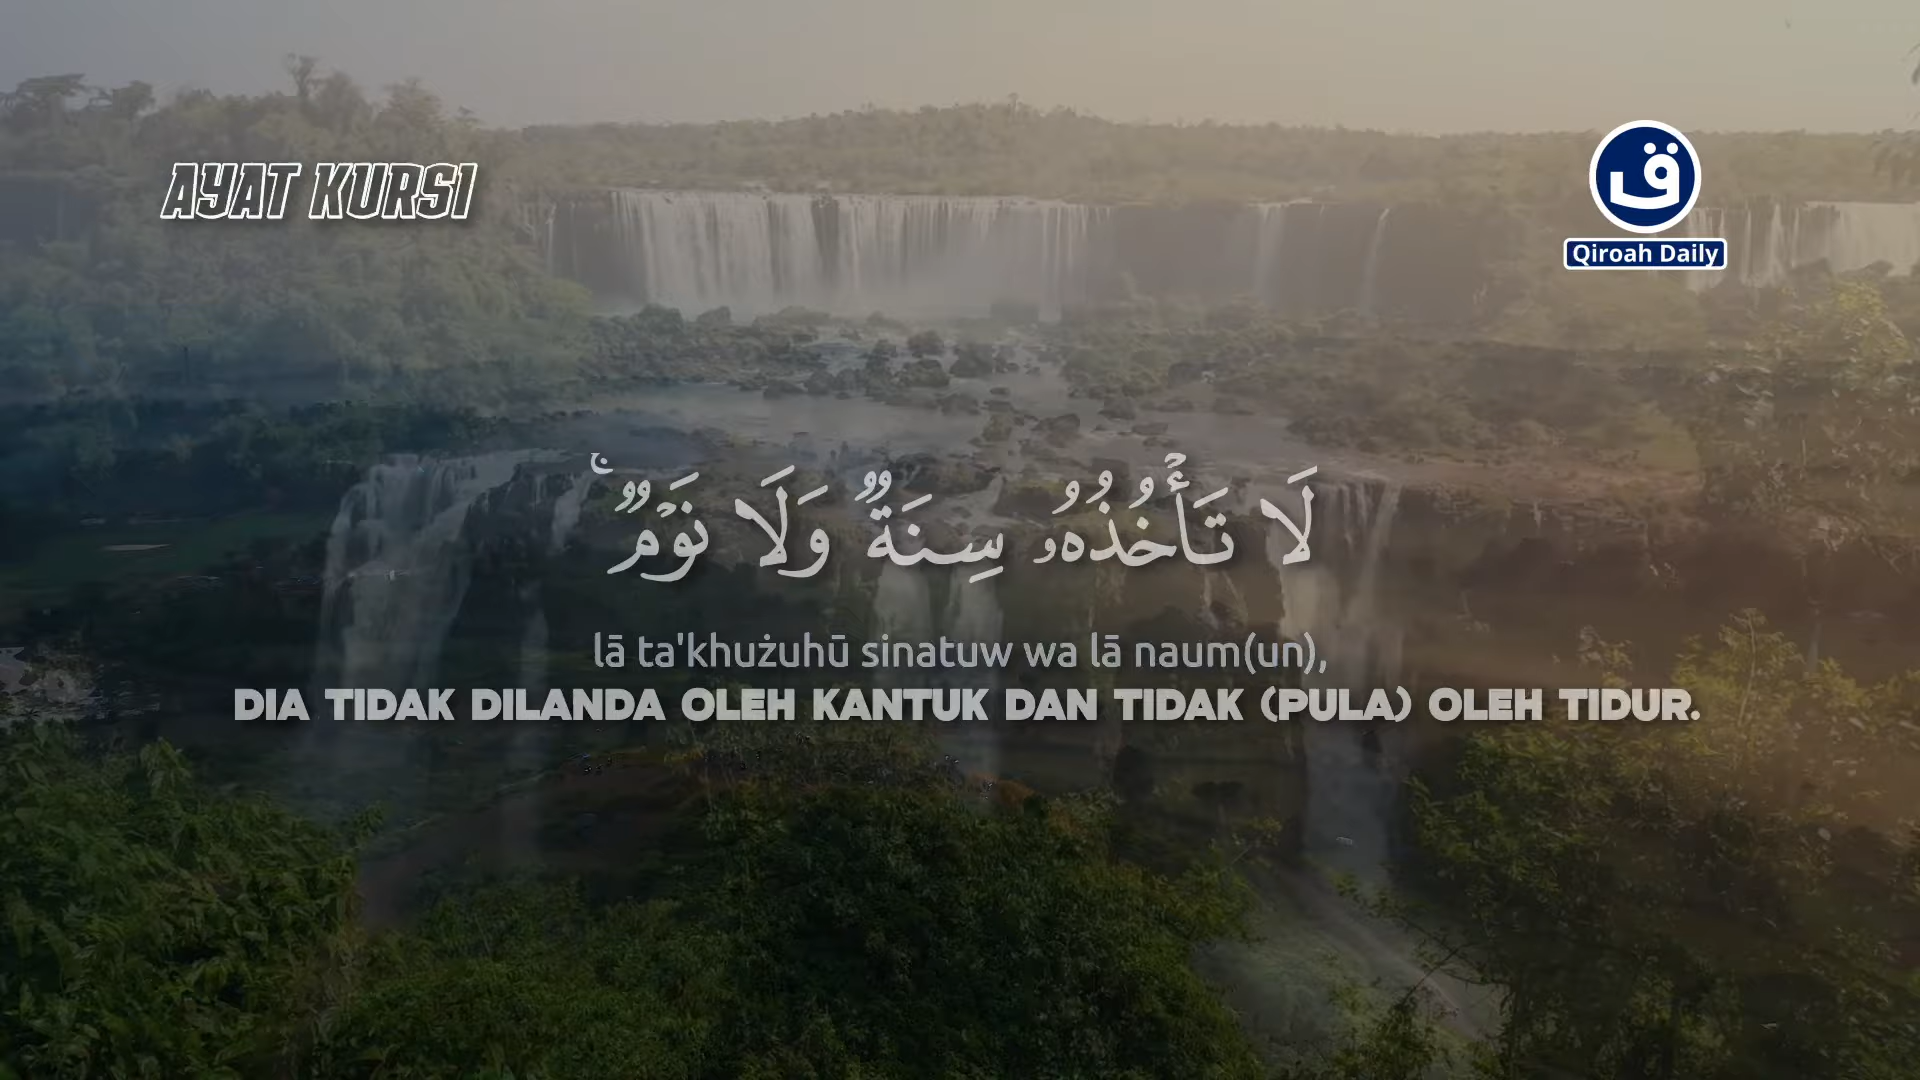 AYAT KURSI
Qiroah Daily
لَا تَأْخُذُهُۥ سِنَةٌ وَلَا نَوْمٌ ۚ
lā ta'khużuhū sinatuw wa lā naum(un),
DIA TIDAK DILANDA OLEH KANTUK DAN TIDAK (PULA) OLEH TIDUR.